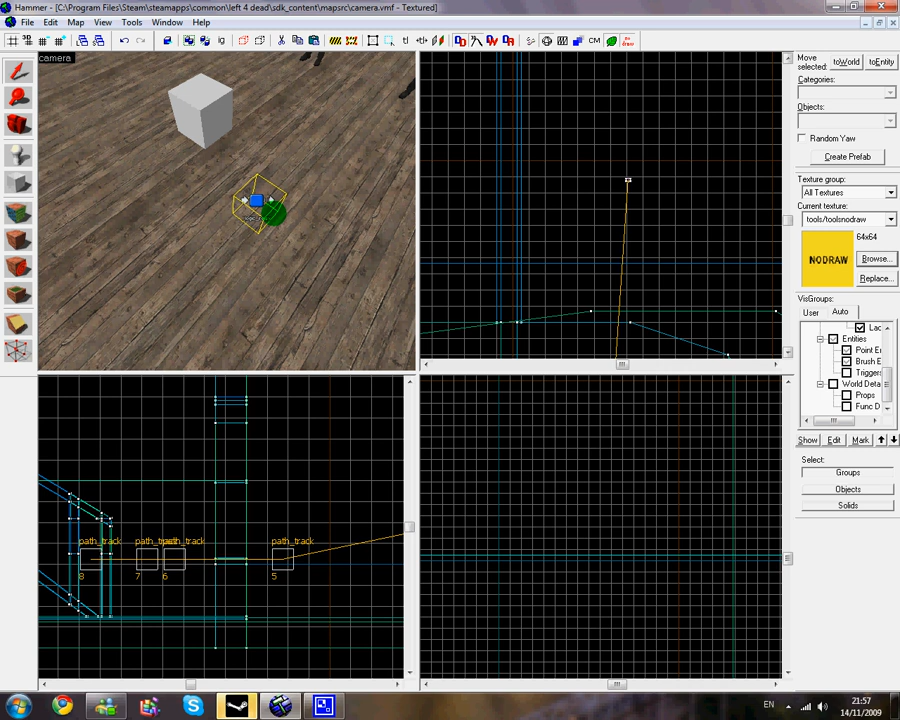 Hammer - [C:\Program Files\Steam\steamapps\common\left 4 dead\sdk_content\mapsrc\camera.vmf - Textured]
File Edit Map View Tools Window Help
ig CM
camera
Move selected: toWorld toEntity
Categories:
Objects:
Random Yaw
Create Prefab
Texture group:
All Textures
Current texture:
tools/toolsnodraw
64x64
NODRAW
Browse...
Replace...
VisGroups:
User Auto
Entities
Point Er
Brush E
Triggers
World Deta
Props
Func D
Show Edit Mark
Select:
Groups
Objects
Solids
path_track
8
7
6
path_track
5
EN
21:57
14/11/2009